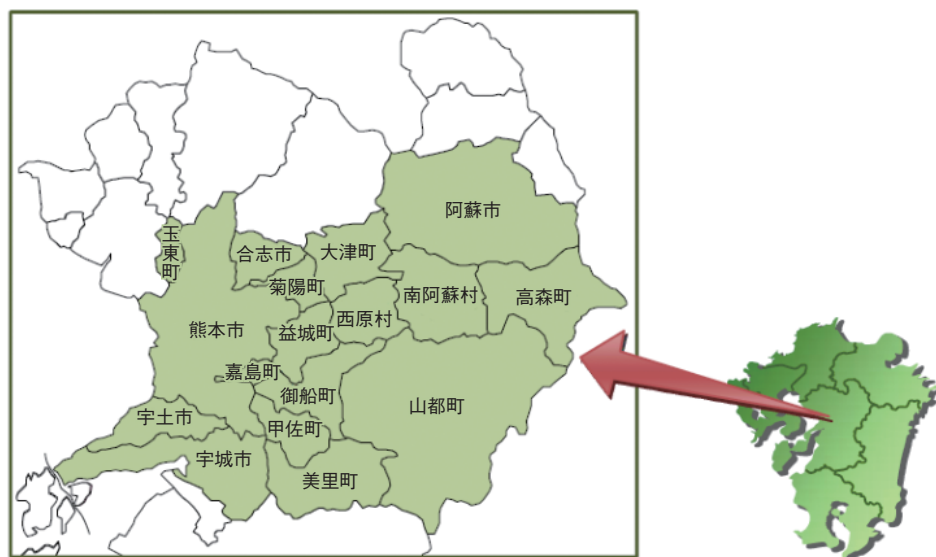 阿蘇市
玉東町
合志市
大津町
菊陽町
南阿蘇村
高森町
熊本市
益城町
西原村
嘉島町
御船町
山都町
宇土市
甲佐町
宇城市
美里町